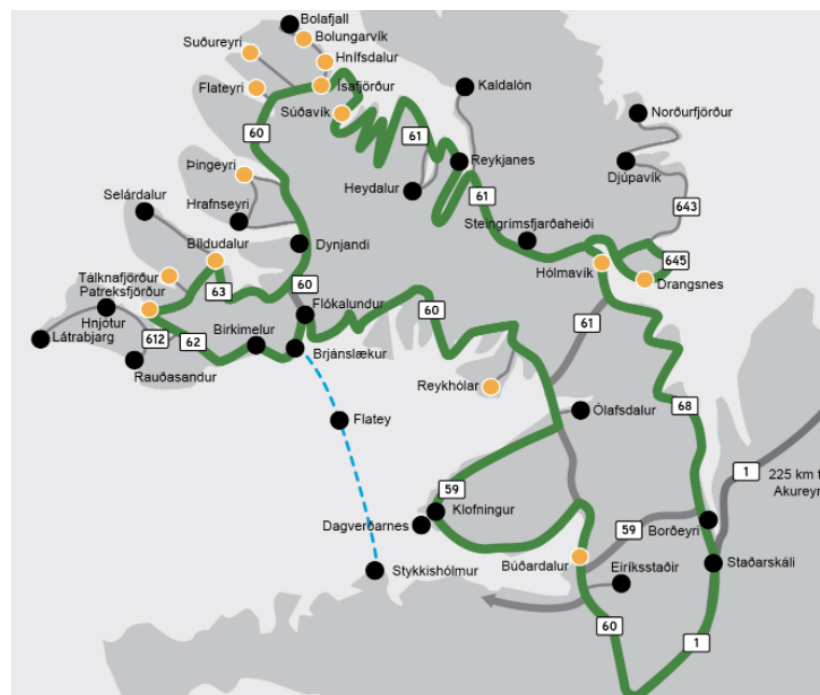 Bolafjall
Bolungarvík
Suðureyri
Hnífsdalur
Flateyri
Ísafjörður
Kaldalón
Súðavík
Norðurfjörður
60
61
Reykjanes
Þingeyri
Djúpavík
Heydalur
61
Selárdalur
Hrafnseyri
643
Steingrímsfjarðaheiði
Bíldudalur
Dynjandi
645
Hólmavík
Drangsnes
Tálknafjörður
60
Patreksfjörður
63
Flókalundur
Hnjótur
60
61
Látrabjarg
612
62
Birkimelur
Brjánslækur
Rauðasandur
Reykhólar
Ólafsdalur
68
Flatey
1
225 km t
Akureyr
59
Klofningur
Dagverðarnes
59
Borðeyri
Búðardalur
Staðarskáli
Stykkishólmur
Eiríksstaðir
60
1